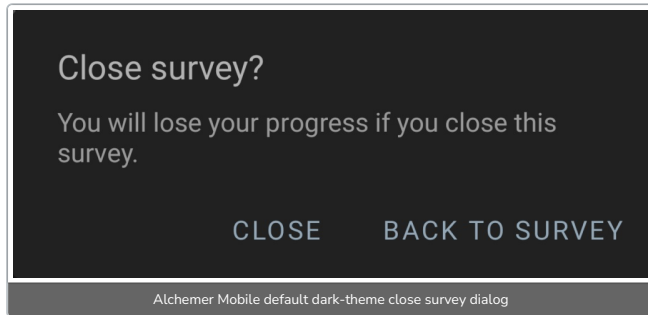 Close survey?
You will lose your progress if you close this
survey.
CLOSE BACK TO SURVEY
Alchemer Mobile default dark-theme close survey dialog